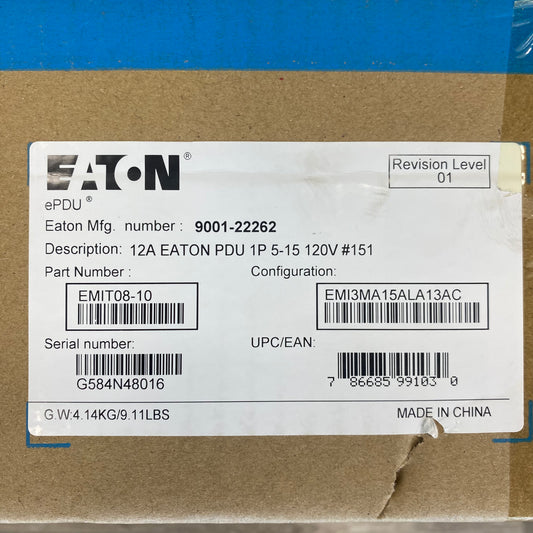 EATON®
Revision Level
01
ePDU®
Eaton Mfg. number : 9001-22262
Description: 12A EATON PDU 1P 5-15 120V #151
Part Number : Configuration:
EMIT08-10 EMI3MA15ALA13AC
Serial number: UPC/EAN:
G584N48016 7 86685 99103 0
G.W:4.14KG/9.11LBS MADE IN CHINA